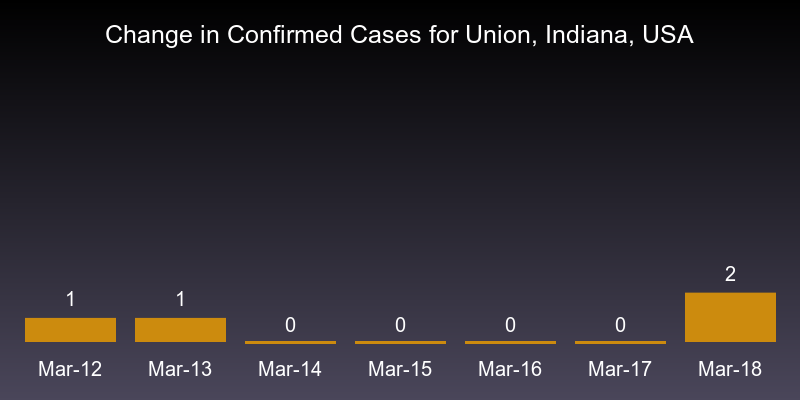 Change in Confirmed Cases for Union, Indiana, USA
1 1 0 0 0 0 2
Mar-12 Mar-13 Mar-14 Mar-15 Mar-16 Mar-17 Mar-18